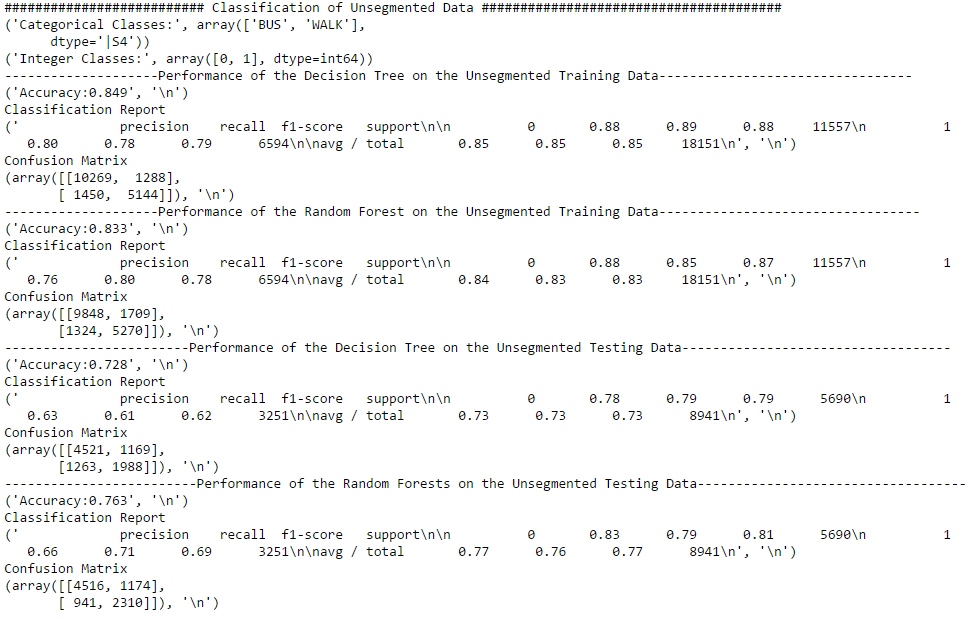 ########################## Classification of Unsegmented Data #######################################
('Categorical Classes:', array(['BUS', 'WALK'],
      dtype='|S4'))
('Integer Classes:', array([0, 1], dtype=int64))
--------------------Performance of the Decision Tree on the Unsegmented Training Data---------------------------------
('Accuracy:0.849', '\n')
Classification Report
('             precision    recall  f1-score   support\n\n          0       0.88      0.89      0.88     11557\n          1
   0.80      0.78      0.79      6594\n\navg / total       0.85      0.85      0.85     18151\n', '\n')
Confusion Matrix
(array([[10269,  1288],
       [ 1450,  5144]]), '\n')
--------------------Performance of the Random Forest on the Unsegmented Training Data----------------------------------
('Accuracy:0.833', '\n')
Classification Report
('             precision    recall  f1-score   support\n\n          0       0.88      0.85      0.87     11557\n          1
   0.76      0.80      0.78      6594\n\navg / total       0.84      0.83      0.83     18151\n', '\n')
Confusion Matrix
(array([[9848, 1709],
       [1324, 5270]]), '\n')
------------------------Performance of the Decision Tree on the Unsegmented Testing Data-----------------------------------
('Accuracy:0.728', '\n')
Classification Report
('             precision    recall  f1-score   support\n\n          0       0.78      0.79      0.79      5690\n          1
   0.63      0.61      0.62      3251\n\navg / total       0.73      0.73      0.73      8941\n', '\n')
Confusion Matrix
(array([[4521, 1169],
       [1263, 1988]]), '\n')
-------------------------Performance of the Random Forests on the Unsegmented Testing Data-----------------------------------
('Accuracy:0.763', '\n')
Classification Report
('             precision    recall  f1-score   support\n\n          0       0.83      0.79      0.81      5690\n          1
   0.66      0.71      0.69      3251\n\navg / total       0.77      0.76      0.77      8941\n', '\n')
Confusion Matrix
(array([[4516, 1174],
       [ 941, 2310]]), '\n')